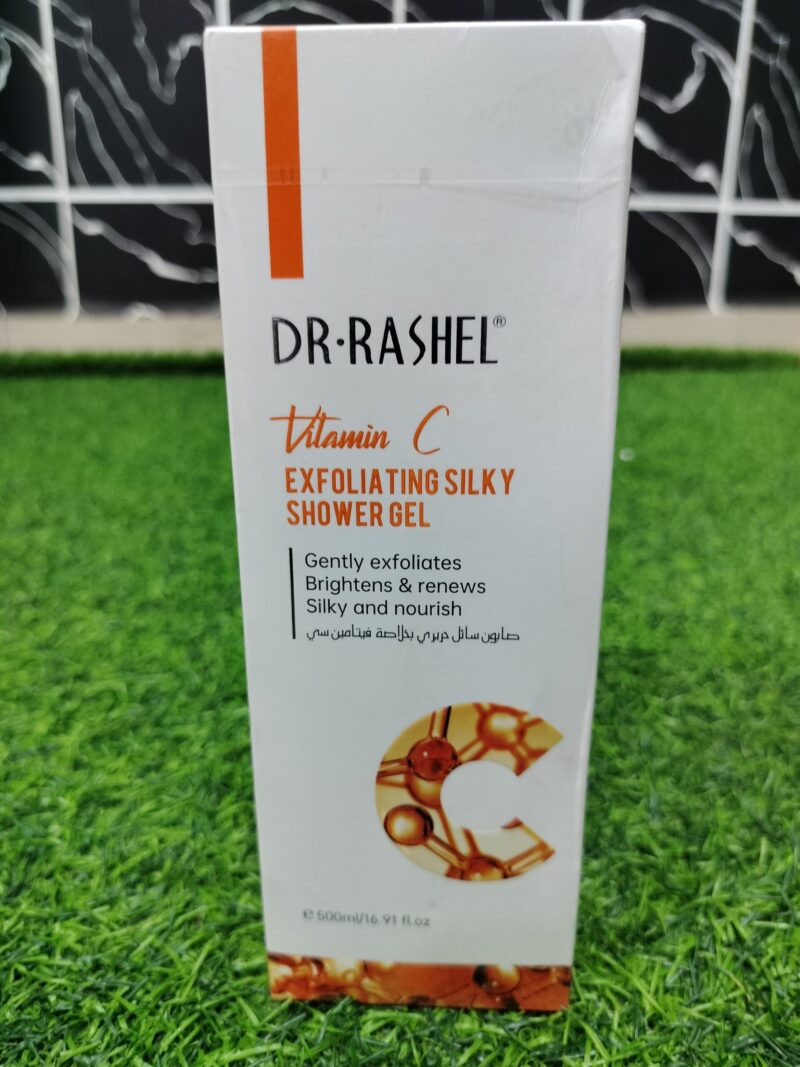 DR·RASHEL®
Vitamin C
EXFOLIATING SILKY
SHOWER GEL
Gently exfoliates
Brightens & renews
Silky and nourish
صابون سائل حريري بخلاصة فيتامين سي
C
℮ 500ml/16.91 fl.oz